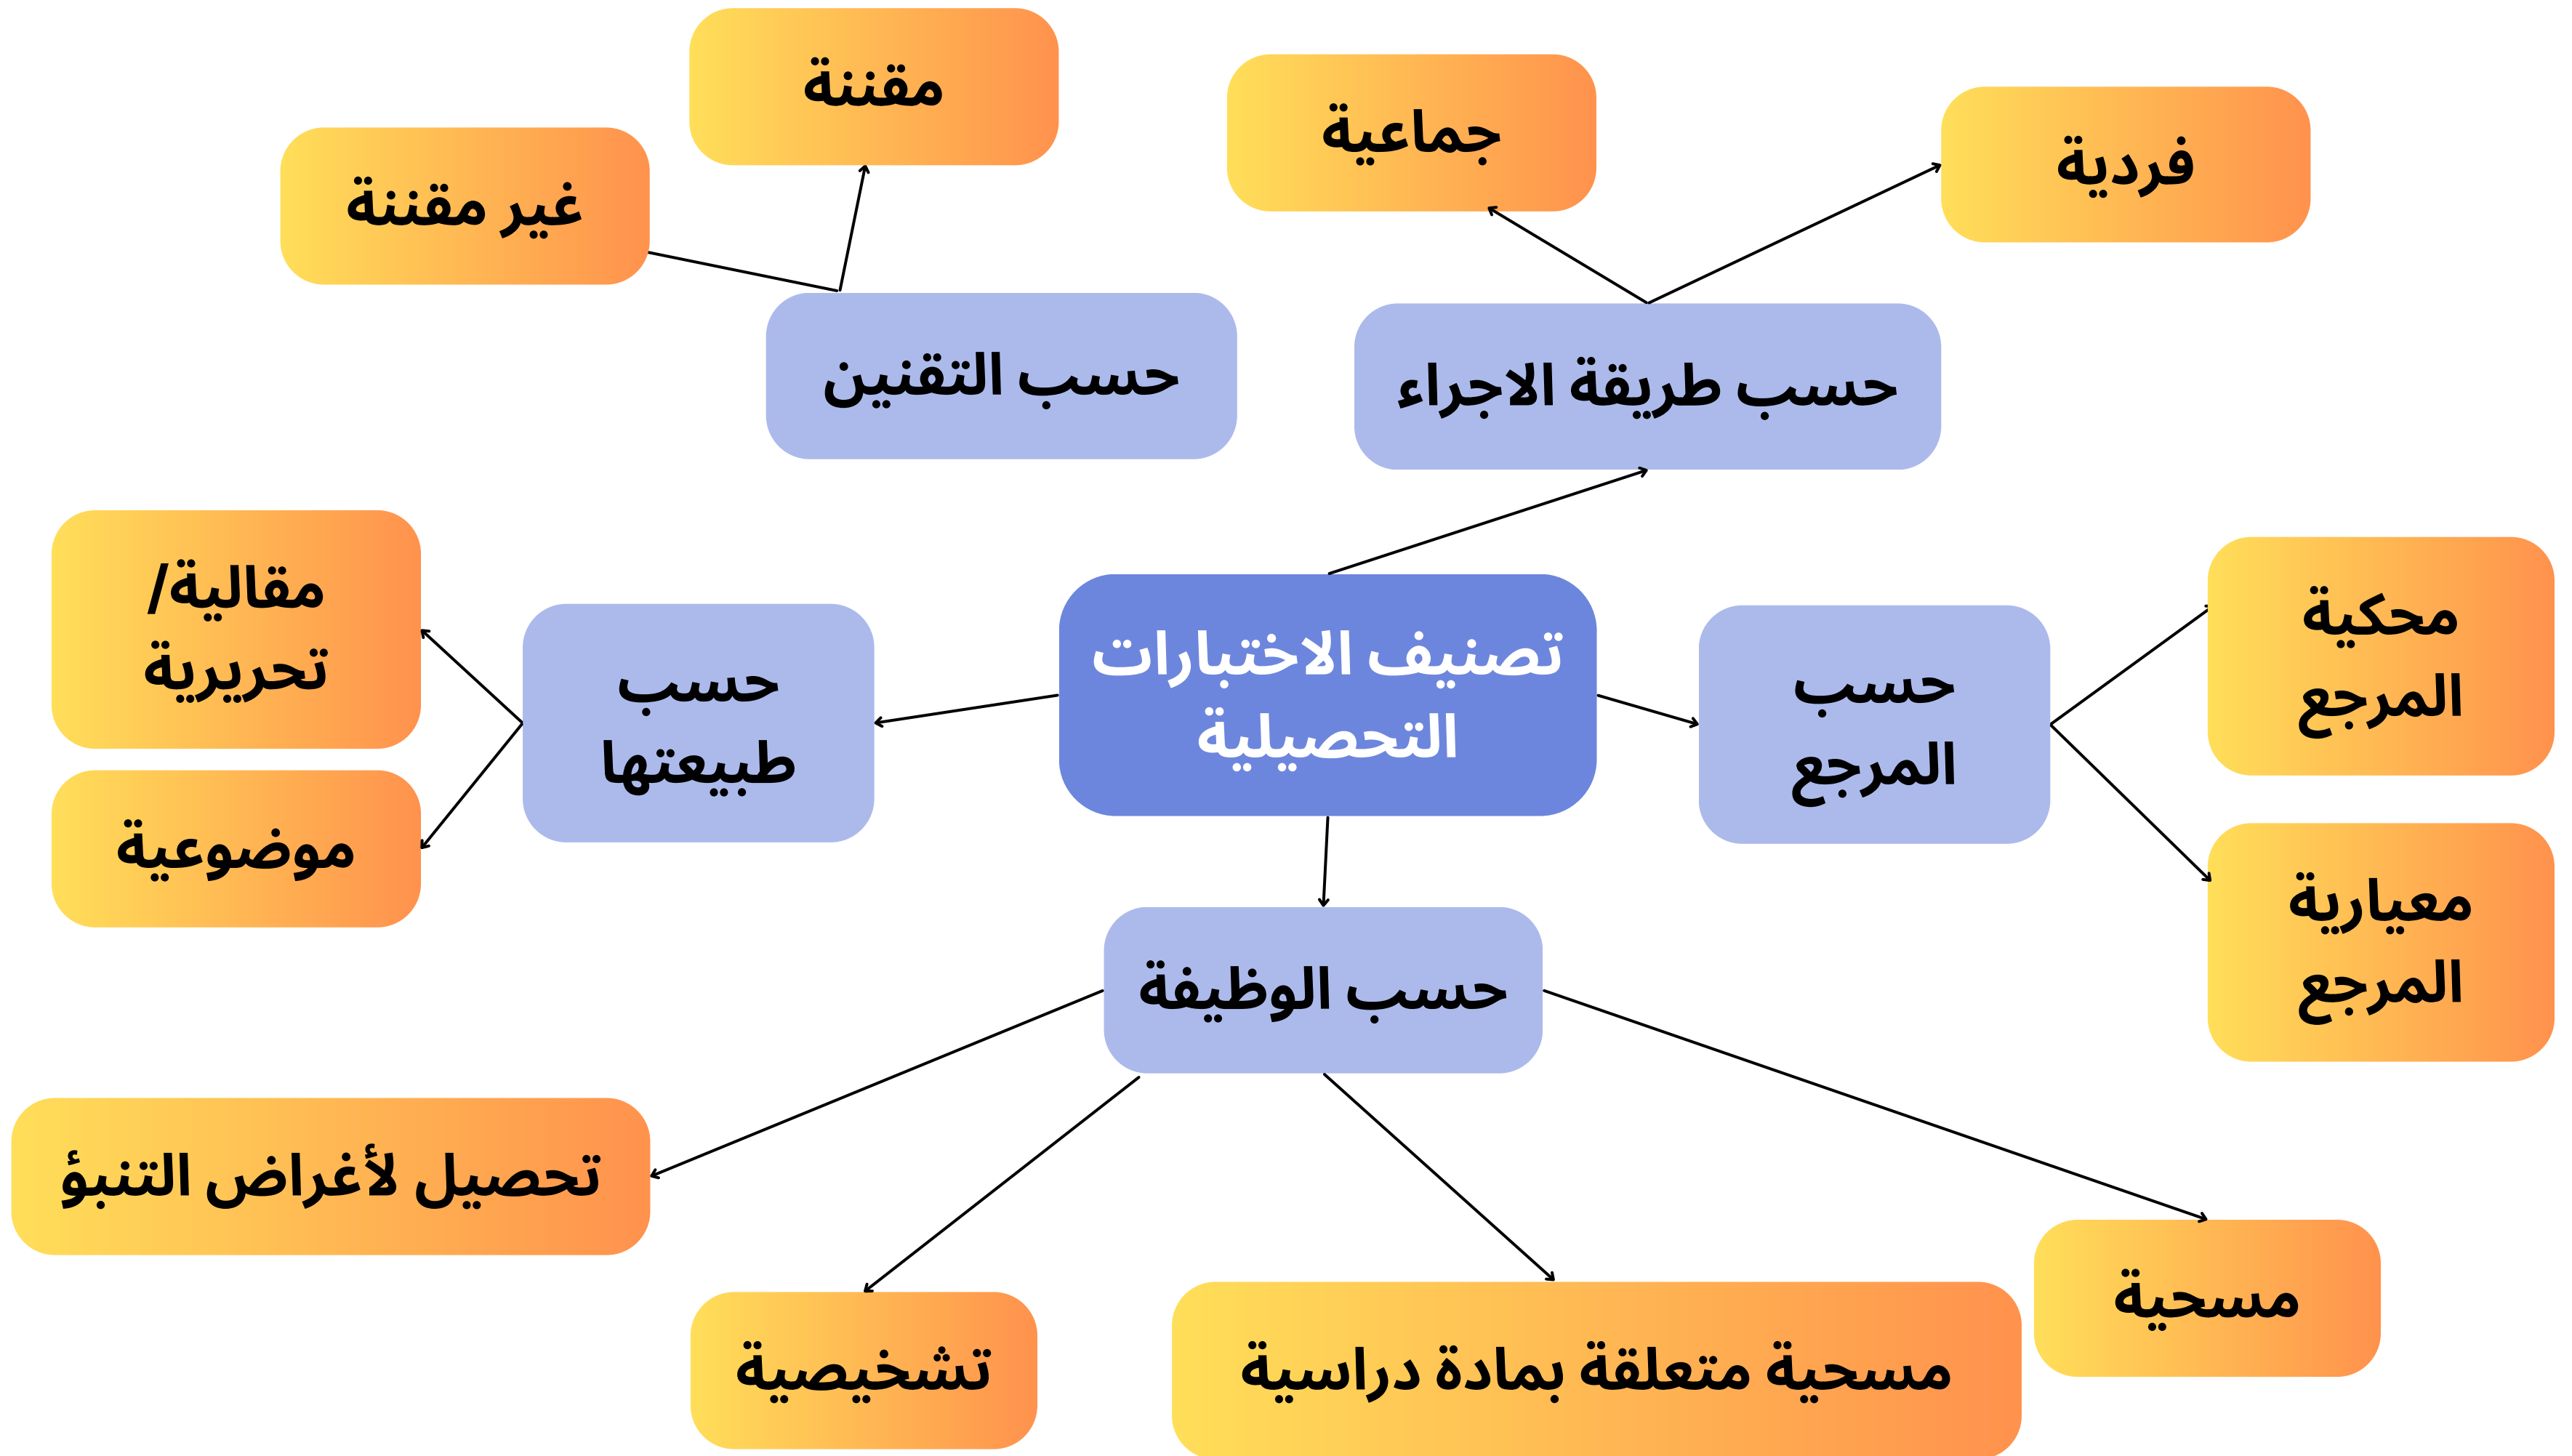 مقننة
جماعية
فردية
غير مقننة
حسب التقنين
حسب طريقة الاجراء
تصنيف الاختبارات
التحصيلية
حسب
المرجع
محكية
المرجع
معيارية
المرجع
حسب
طبيعتها
مقالية/
تحريرية
موضوعية
حسب الوظيفة
مسحية
مسحية متعلقة بمادة دراسية
تشخيصية
تحصيل لأغراض التنبؤ